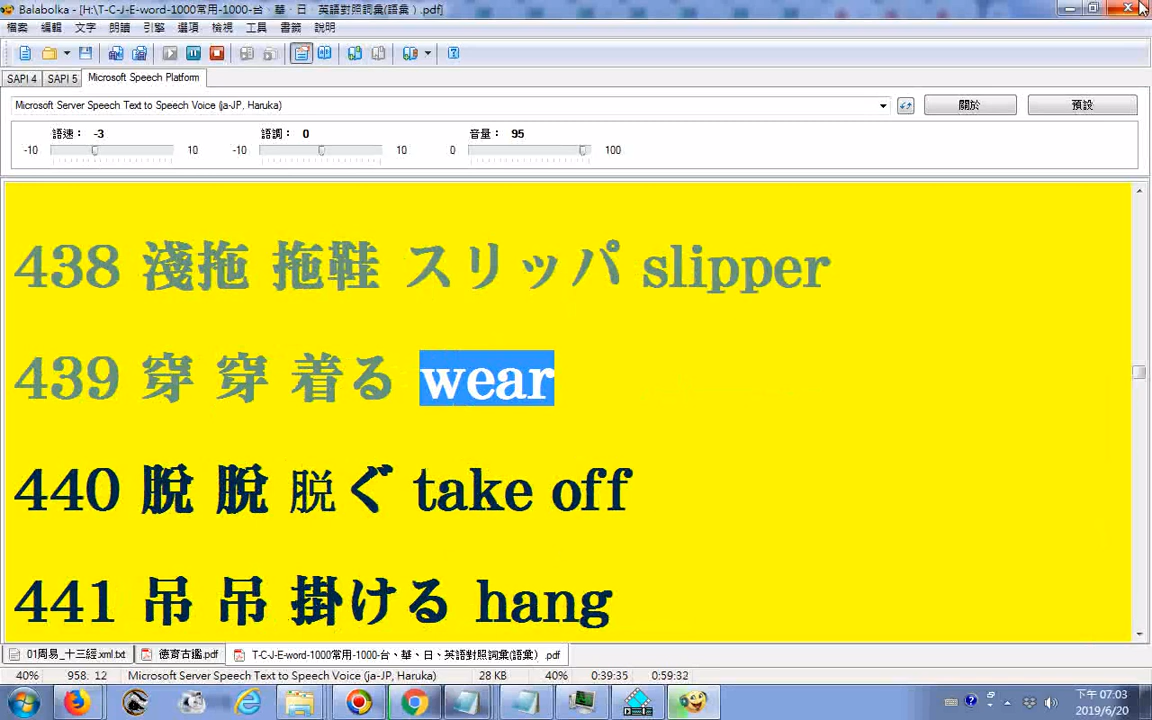 Balabolka - [H:\T-C-J-E-word-1000常用-1000-台、華、日、英語對照詞彙(語彙）.pdf]
檔案 編輯 文字 朗讀 引擎 選項 檢視 工具 書籤 說明
SAPI 4 SAPI 5 Microsoft Speech Platform
Microsoft Server Speech Text to Speech Voice (ja-JP, Haruka) 關於 預設
語速： -3 語調： 0 音量： 95
-10 10 -10 10 0 100
438 淺拖 拖鞋 スリッパ slipper
439 穿 穿 着る wear
440 脫 脫 脱ぐ take off
441 吊 吊 掛ける hang
01周易_十三經.xml.txt 德育古鑑.pdf T-C-J-E-word-1000常用-1000-台、華、日、英語對照詞彙(語彙） .pdf
40% 958. 12 Microsoft Server Speech Text to Speech Voice (ja-JP, Haruka) 28 KB 40% 0:39:35 0:59:32
下午 07:03
2019/6/20